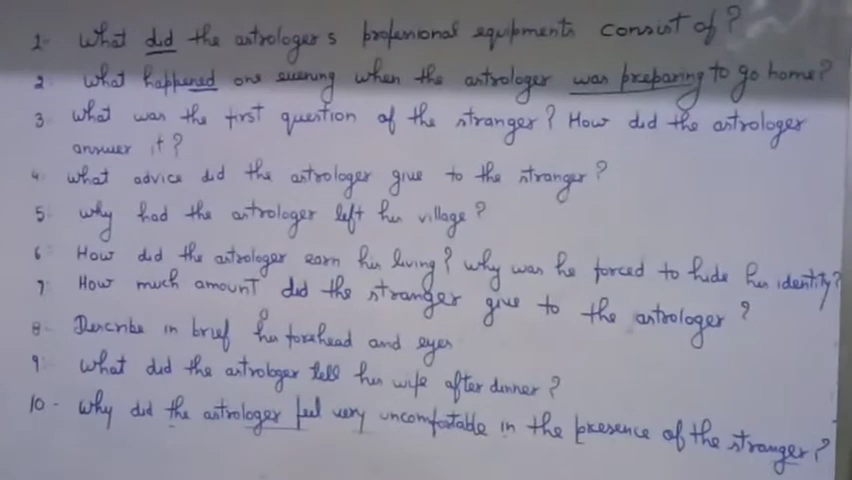 1- What did the astrologers professional equipments consist of?
2. what happened one evening when the astrologer was preparing to go home?
3 what was the first question of the stranger? How did the astrologer
answer it?
4. what advice did the astrologer give to the stranger?
5. why had the astrologer left his village?
6. How did the astrologer earn his living? why was he forced to hide his identity?
7. How much amount did the stranger give to the astrologer?
8- Describe in brief his forehead and eyes
9. what did the astrologer tell his wife after dinner?
10- why did the astrologer feel very uncomfortable in the presence of the stranger?